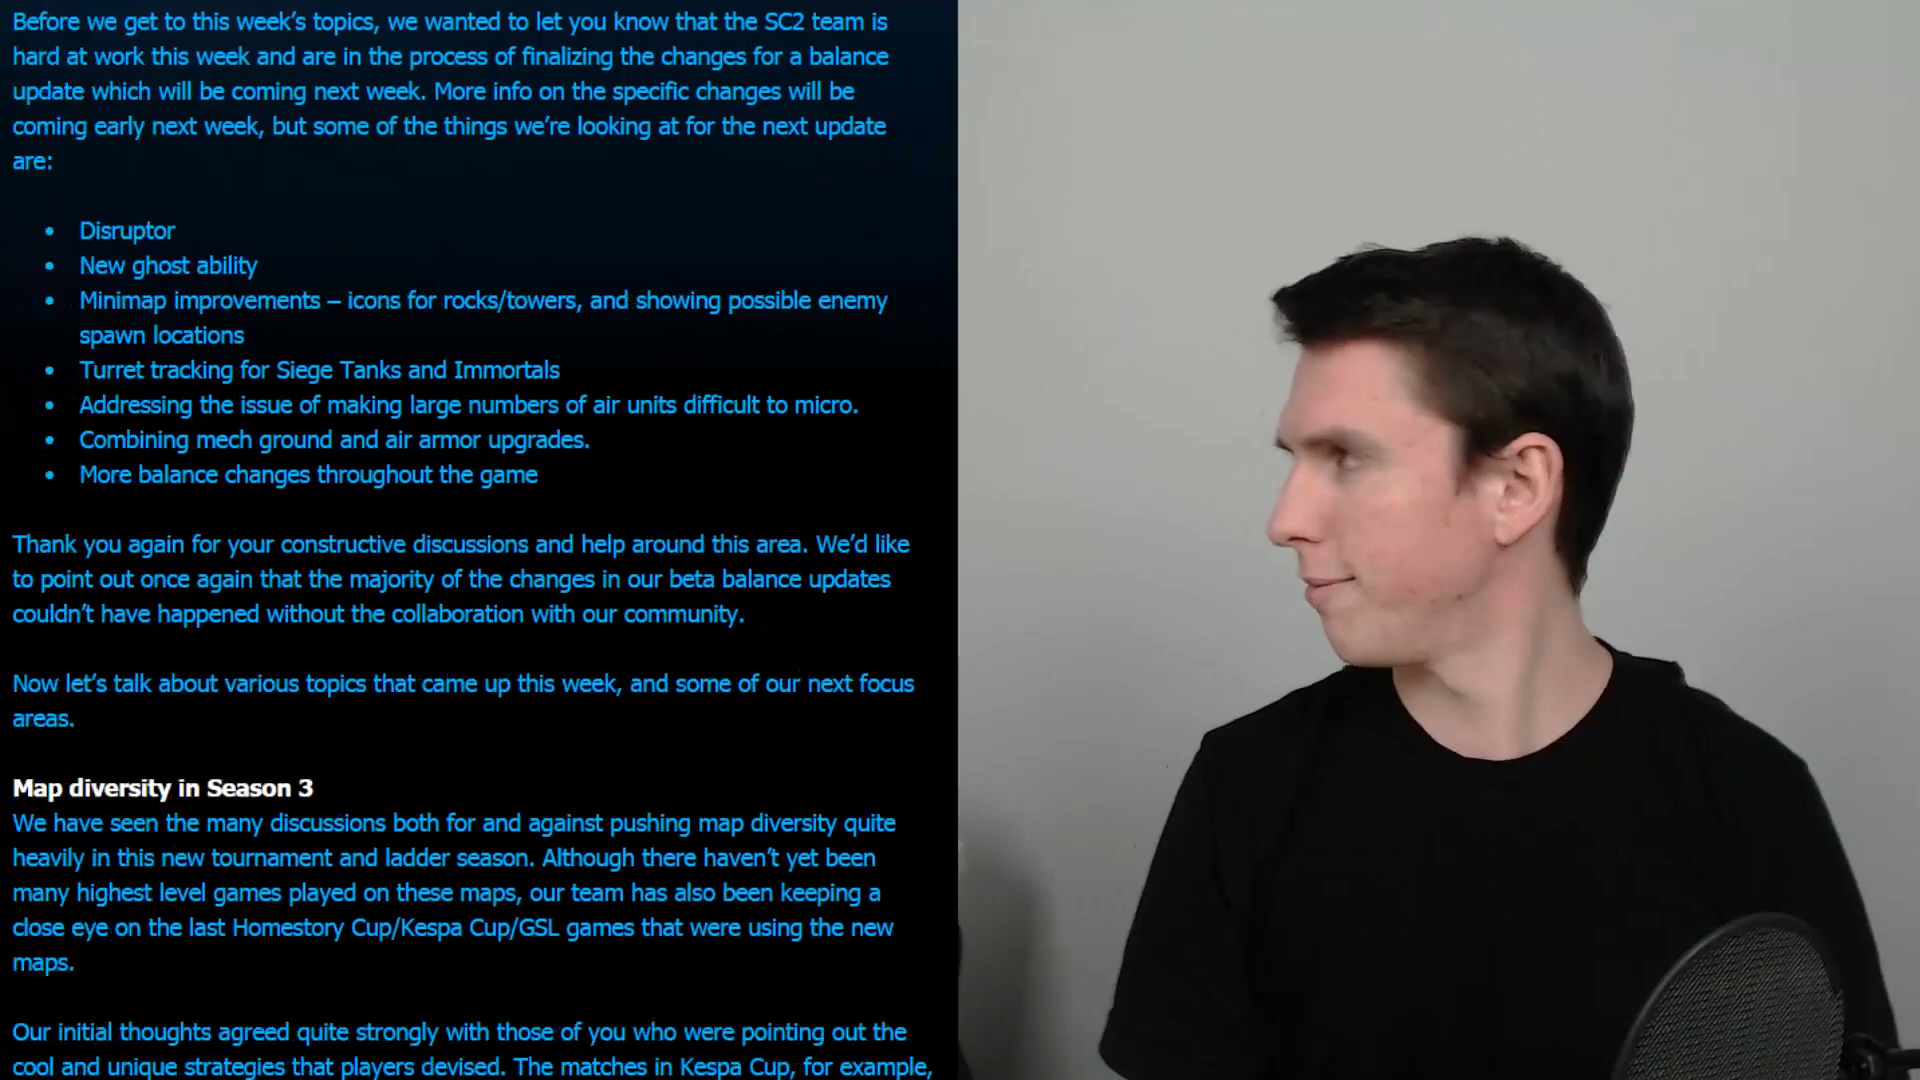 Before we get to this week’s topics, we wanted to let you know that the SC2 team is
hard at work this week and are in the process of finalizing the changes for a balance
update which will be coming next week. More info on the specific changes will be
coming early next week, but some of the things we’re looking at for the next update
are:
• Disruptor
• New ghost ability
• Minimap improvements – icons for rocks/towers, and showing possible enemy
spawn locations
• Turret tracking for Siege Tanks and Immortals
• Addressing the issue of making large numbers of air units difficult to micro.
• Combining mech ground and air armor upgrades.
• More balance changes throughout the game
Thank you again for your constructive discussions and help around this area. We’d like
to point out once again that the majority of the changes in our beta balance updates
couldn’t have happened without the collaboration with our community.
Now let’s talk about various topics that came up this week, and some of our next focus
areas.
Map diversity in Season 3
We have seen the many discussions both for and against pushing map diversity quite
heavily in this new tournament and ladder season. Although there haven’t yet been
many highest level games played on these maps, our team has also been keeping a
close eye on the last Homestory Cup/Kespa Cup/GSL games that were using the new
maps.
Our initial thoughts agreed quite strongly with those of you who were pointing out the
cool and unique strategies that players devised. The matches in Kespa Cup, for example,